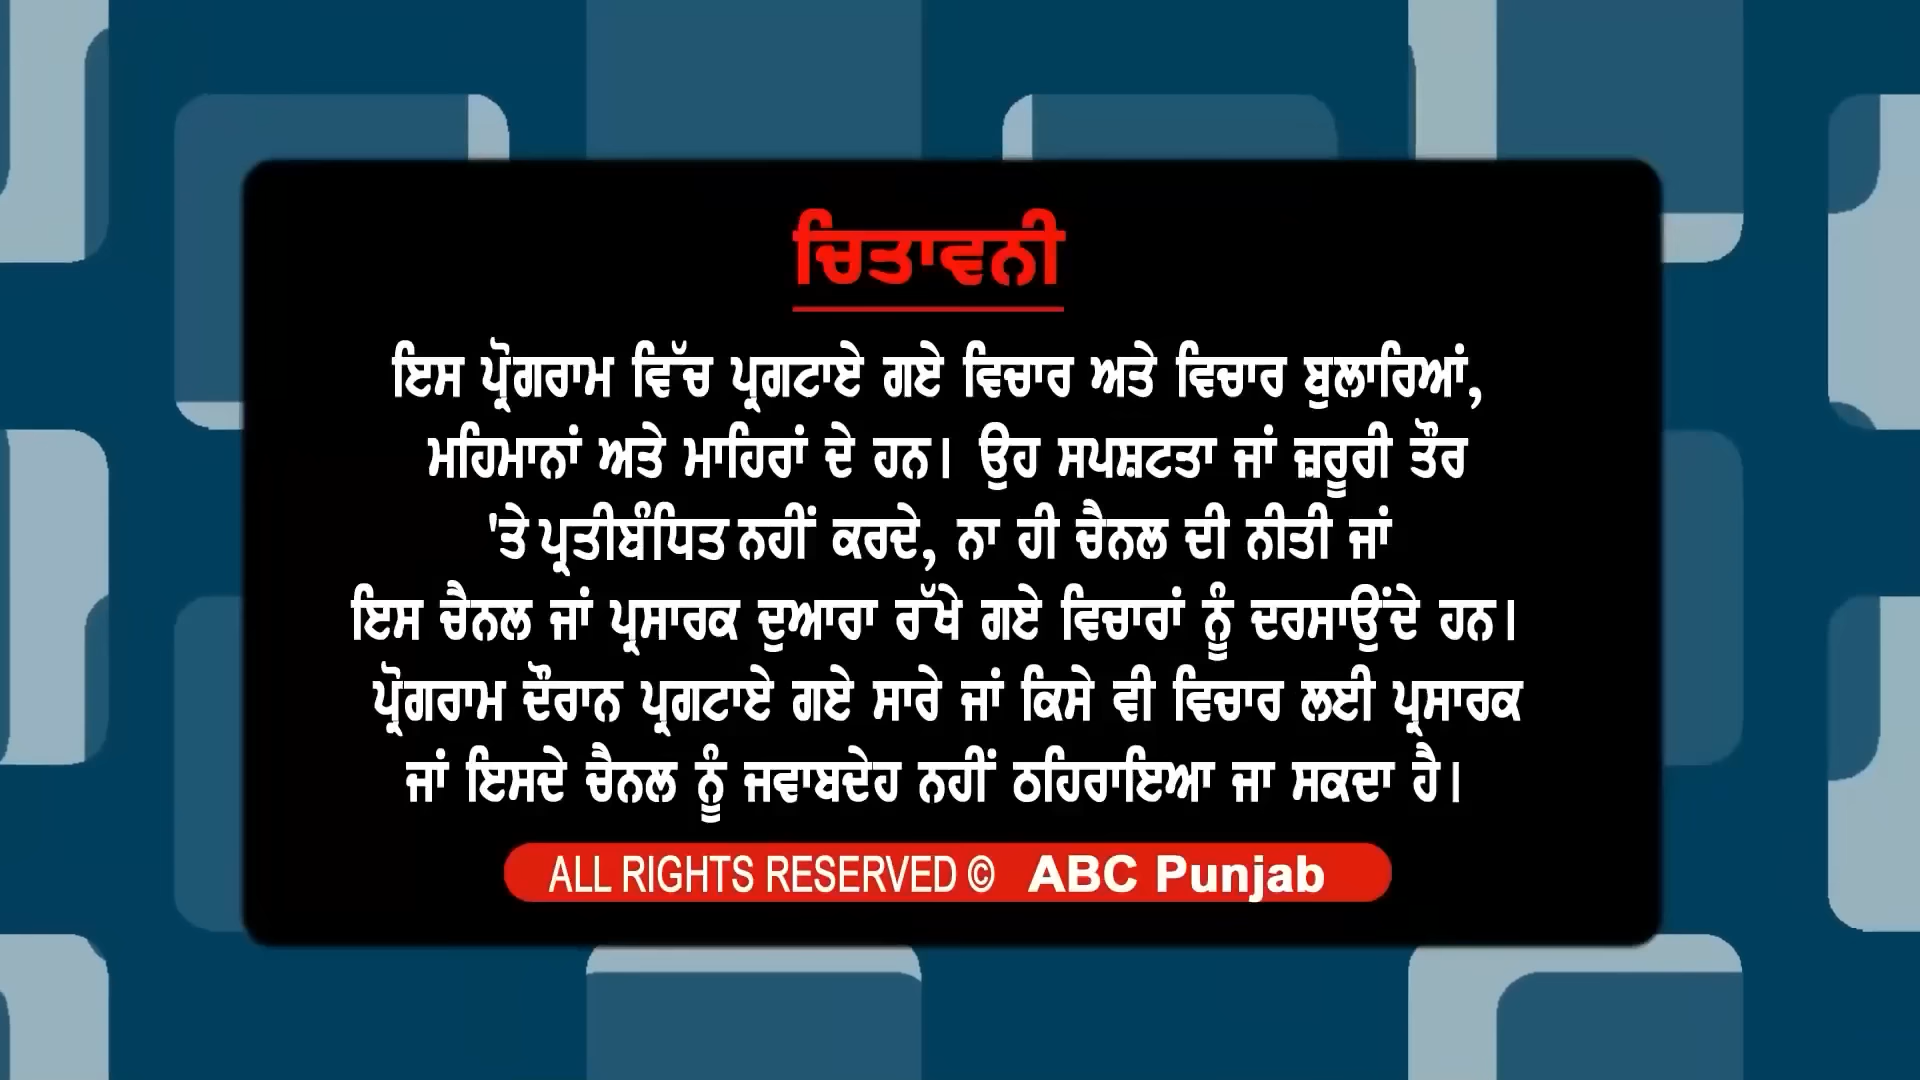 ਚਿਤਾਵਨੀ
ਇਸ ਪ੍ਰੋਗਰਾਮ ਵਿੱਚ ਪ੍ਰਗਟਾਏ ਗਏ ਵਿਚਾਰ ਅਤੇ ਵਿਚਾਰ ਬੁਲਾਰਿਆਂ,
ਮਹਿਮਾਨਾਂ ਅਤੇ ਮਾਹਿਰਾਂ ਦੇ ਹਨ। ਉਹ ਸਪਸ਼ਟਤਾ ਜਾਂ ਜ਼ਰੂਰੀ ਤੌਰ
'ਤੇ ਪ੍ਰਤੀਬੰਧਿਤ ਨਹੀਂ ਕਰਦੇ, ਨਾ ਹੀ ਚੈਨਲ ਦੀ ਨੀਤੀ ਜਾਂ
ਇਸ ਚੈਨਲ ਜਾਂ ਪ੍ਰਸਾਰਕ ਦੁਆਰਾ ਰੱਖੇ ਗਏ ਵਿਚਾਰਾਂ ਨੂੰ ਦਰਸਾਉਂਦੇ ਹਨ।
ਪ੍ਰੋਗਰਾਮ ਦੌਰਾਨ ਪ੍ਰਗਟਾਏ ਗਏ ਸਾਰੇ ਜਾਂ ਕਿਸੇ ਵੀ ਵਿਚਾਰ ਲਈ ਪ੍ਰਸਾਰਕ
ਜਾਂ ਇਸਦੇ ਚੈਨਲ ਨੂੰ ਜਵਾਬਦੇਹ ਨਹੀਂ ਠਹਿਰਾਇਆ ਜਾ ਸਕਦਾ ਹੈ।
ALL RIGHTS RESERVED © ABC Punjab